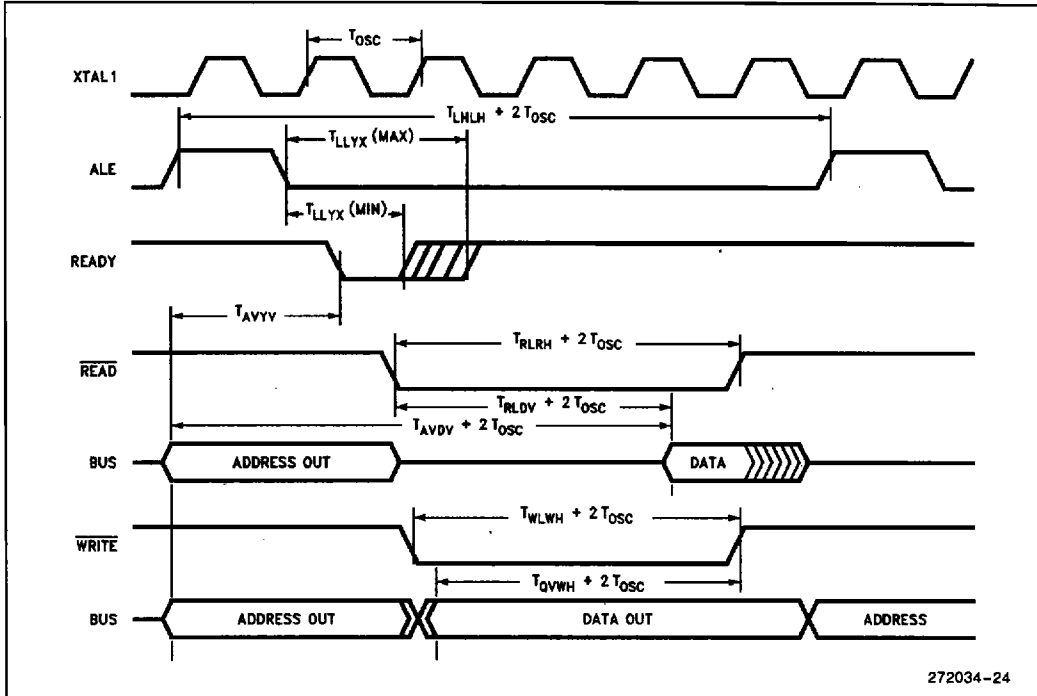 T_OSC
XTAL1
T_LHLH + 2 T_OSC
T_LLYX (MAX)
ALE
T_LLYX (MIN)
READY
T_AVYV
T_RLRH + 2 T_OSC
READ
T_RLDV + 2 T_OSC
T_AVDV + 2 T_OSC
BUS ADDRESS OUT DATA
T_WLWH + 2 T_OSC
WRITE
T_QVWH + 2 T_OSC
BUS ADDRESS OUT DATA OUT ADDRESS
272034-24